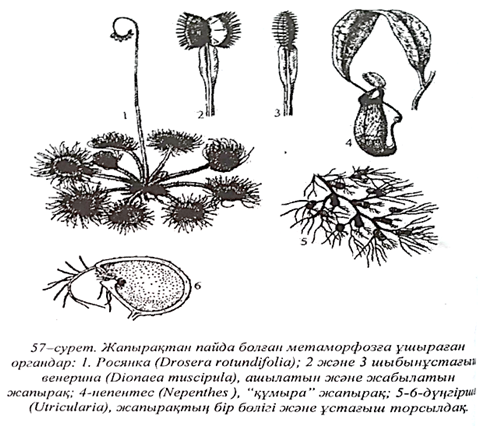 1
2
3
4
5
6
57–сурет. Жапырақтан пайда болған метаморфозға ұшыраған
органдар: 1. Росянка (Drosera rotundifolia); 2 және 3 шыбынұстағыш
венерина (Dionaea muscipula), ашылатын және жабылатын
жапырақ; 4-непентес (Nepenthes ), “құмыра” жапырақ; 5-6-дүңгірше
(Utricularia), жапырақтың бір бөлігі және ұстағыш торсылдақ.